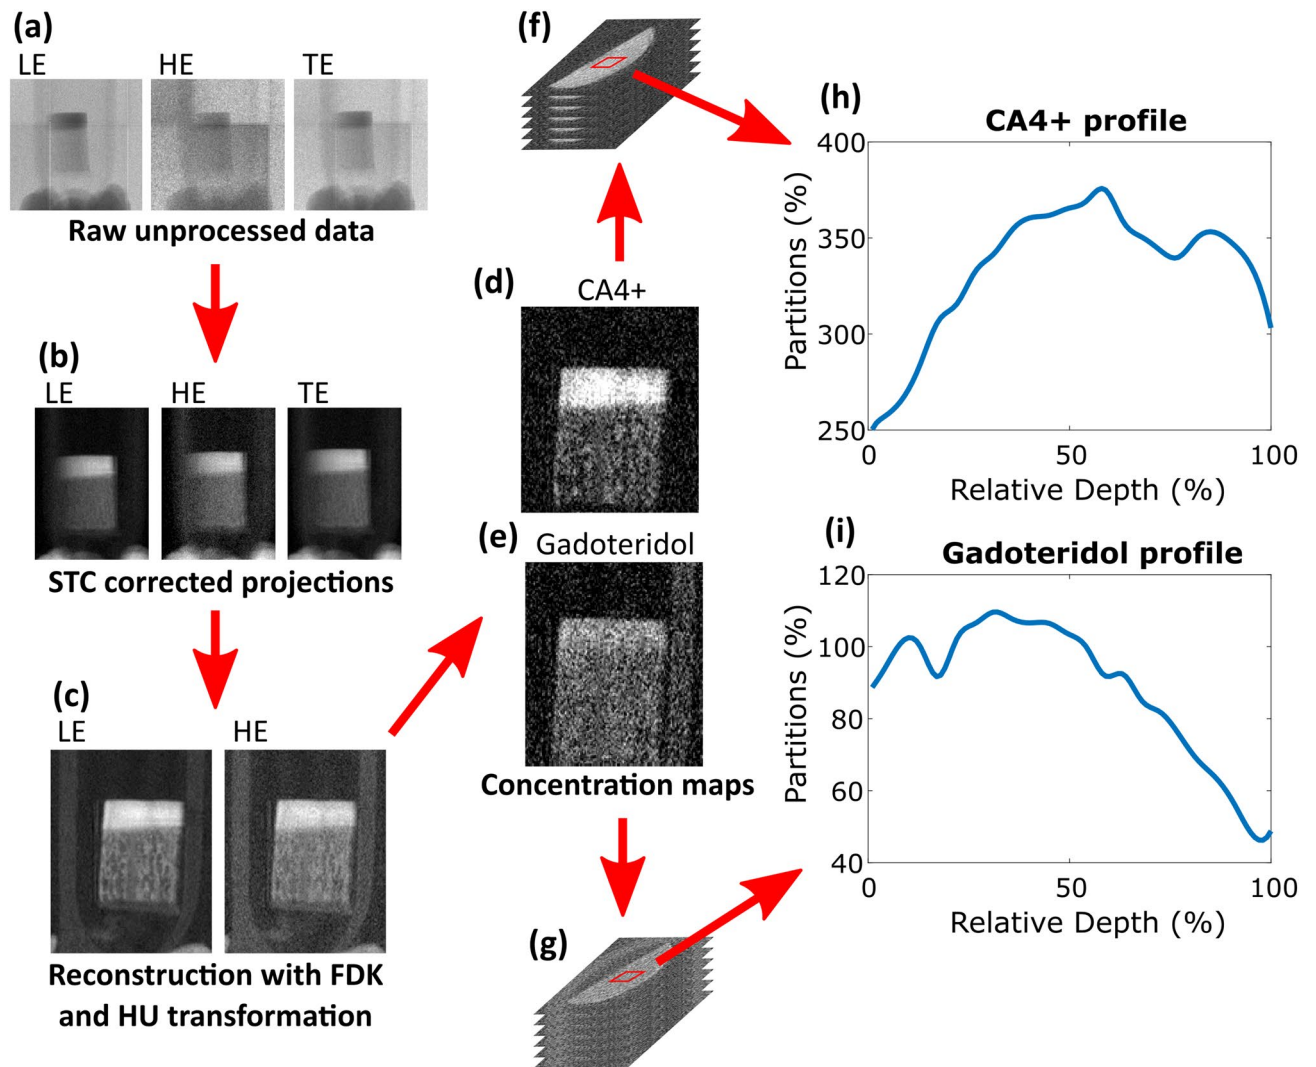 (a)
LE HE TE
Raw unprocessed data
(b)
LE HE TE
STC corrected projections
(c)
LE HE
Reconstruction with FDK
and HU transformation
(d)
CA4+
(e)
Gadoteridol
Concentration maps
(f)
(g)
(h)
CA4+ profile
Partitions (%)
400
350
300
250
0 50 100
Relative Depth (%)
(i)
Gadoteridol profile
Partitions (%)
120
100
80
60
40
0 50 100
Relative Depth (%)